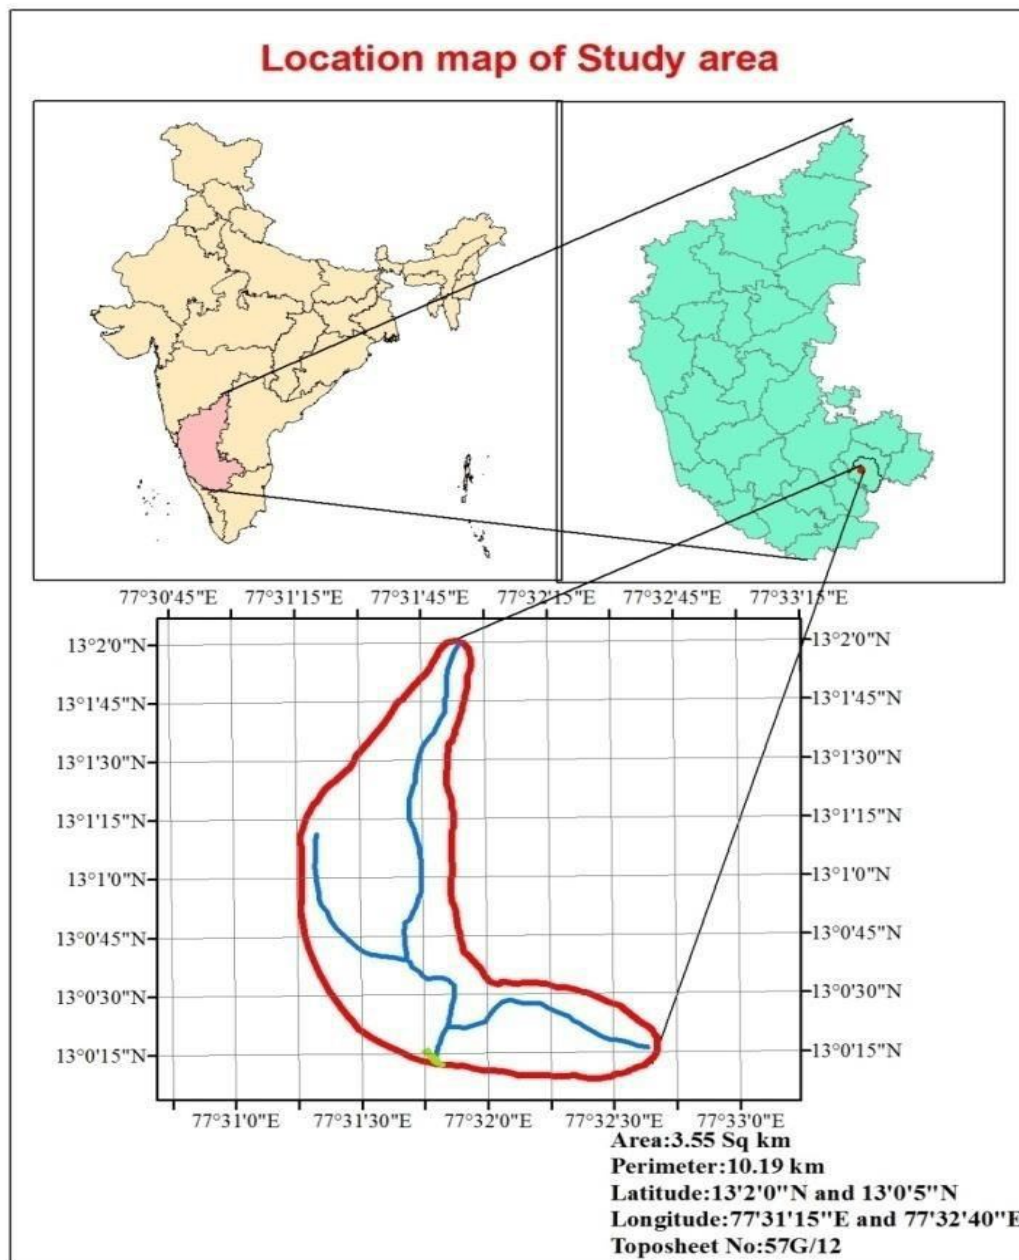 Location map of Study area
77°30'45"E 77°31'15"E 77°31'45"E 77°32'15"E 77°32'45"E 77°33'15"E
13°2'0"N 13°2'0"N
13°1'45"N 13°1'45"N
13°1'30"N 13°1'30"N
13°1'15"N 13°1'15"N
13°1'0"N 13°1'0"N
13°0'45"N 13°0'45"N
13°0'30"N 13°0'30"N
13°0'15"N 13°0'15"N
77°31'0"E 77°31'30"E 77°32'0"E 77°32'30"E 77°33'0"E
Area:3.55 Sq km
Perimeter:10.19 km
Latitude:13'2'0"N and 13'0'5"N
Longitude:77'31'15"E and 77'32'40"E
Toposheet No:57G/12